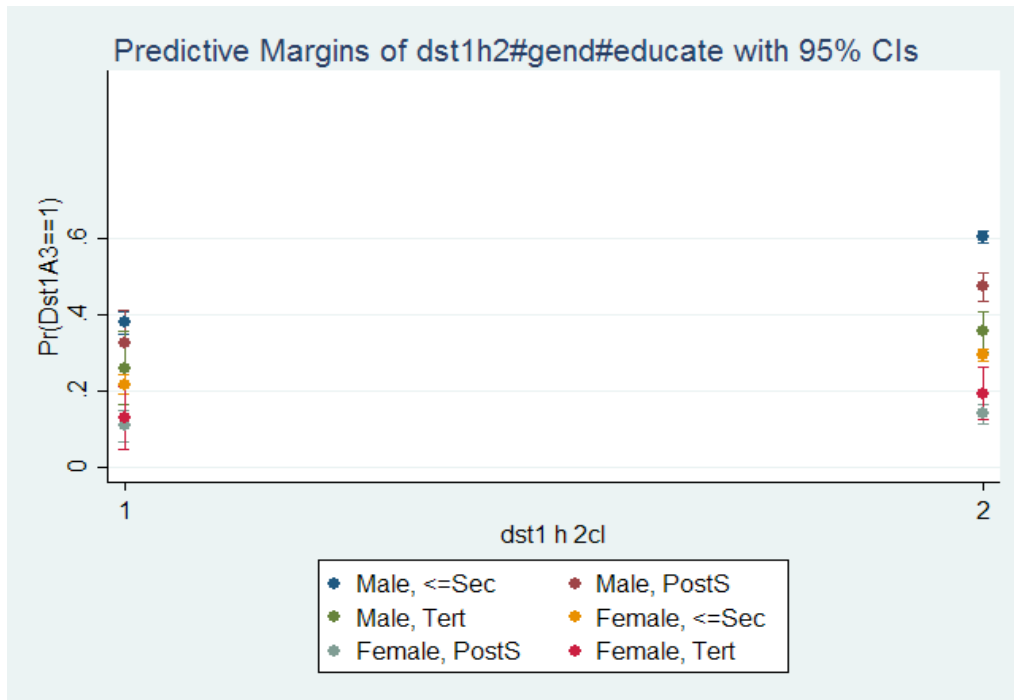 Predictive Margins of dst1h2#gend#educate with 95% CIs
Pr(Dst1A3==1)
.6
.4
.2
0
1 2
dst1 h 2cl
Male, <=Sec Male, PostS
Male, Tert Female, <=Sec
Female, PostS Female, Tert